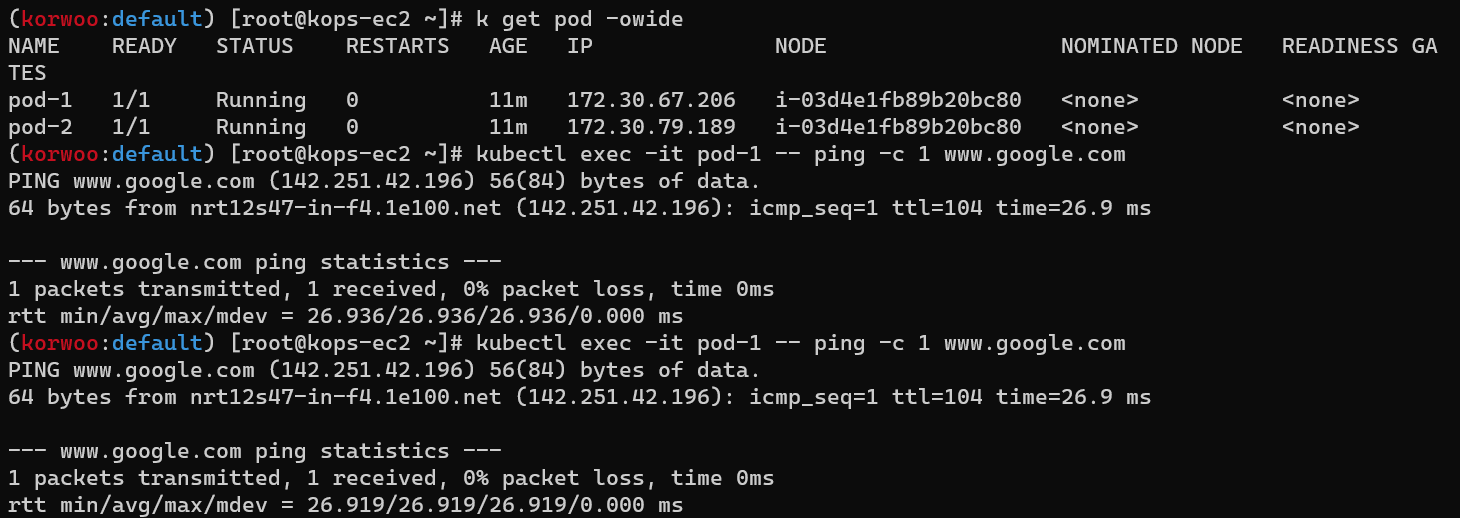 (korwoo:default) [root@kops-ec2 ~]# k get pod -owide
NAME    READY   STATUS    RESTARTS   AGE   IP              NODE                  NOMINATED NODE   READINESS GA
TES
pod-1   1/1     Running   0          11m   172.30.67.206   i-03d4e1fb89b20bc80   <none>           <none>
pod-2   1/1     Running   0          11m   172.30.79.189   i-03d4e1fb89b20bc80   <none>           <none>
(korwoo:default) [root@kops-ec2 ~]# kubectl exec -it pod-1 -- ping -c 1 www.google.com
PING www.google.com (142.251.42.196) 56(84) bytes of data.
64 bytes from nrt12s47-in-f4.1e100.net (142.251.42.196): icmp_seq=1 ttl=104 time=26.9 ms

--- www.google.com ping statistics ---
1 packets transmitted, 1 received, 0% packet loss, time 0ms
rtt min/avg/max/mdev = 26.936/26.936/26.936/0.000 ms
(korwoo:default) [root@kops-ec2 ~]# kubectl exec -it pod-1 -- ping -c 1 www.google.com
PING www.google.com (142.251.42.196) 56(84) bytes of data.
64 bytes from nrt12s47-in-f4.1e100.net (142.251.42.196): icmp_seq=1 ttl=104 time=26.9 ms

--- www.google.com ping statistics ---
1 packets transmitted, 1 received, 0% packet loss, time 0ms
rtt min/avg/max/mdev = 26.919/26.919/26.919/0.000 ms